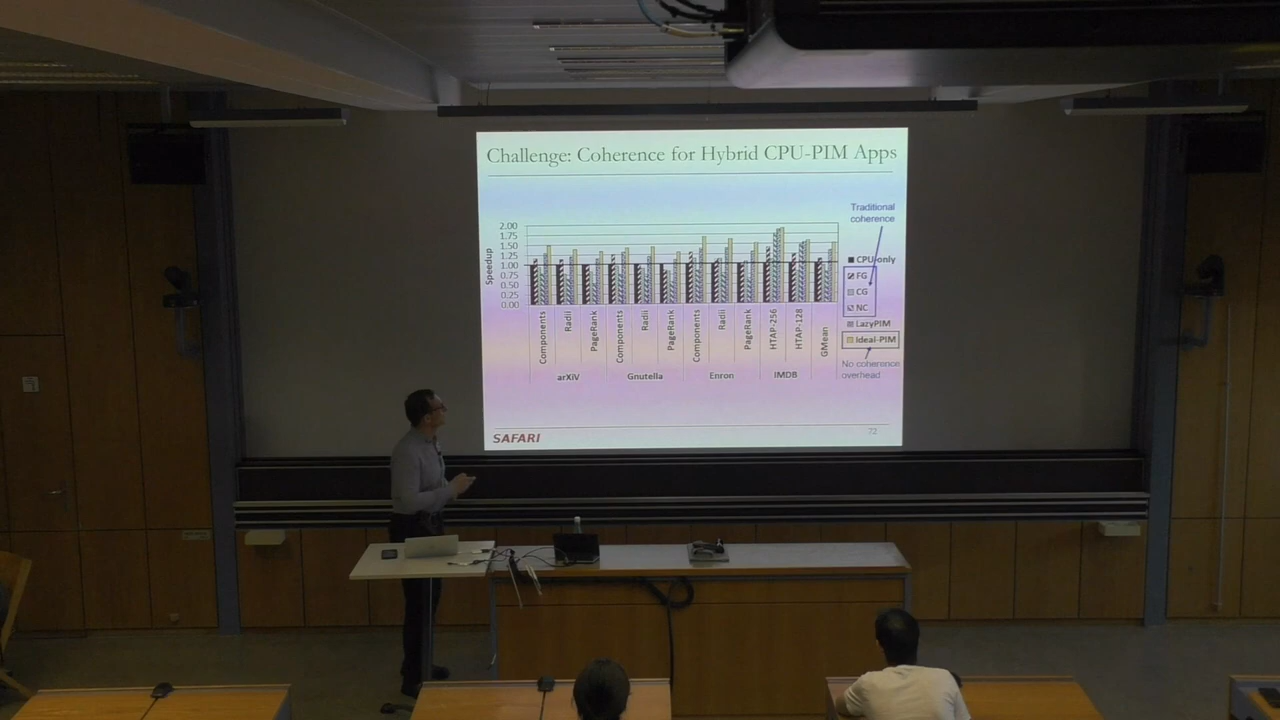 Challenge: Coherence for Hybrid CPU-PIM Apps
Traditional
coherence
2.00
1.75
1.50
1.25
1.00
0.75
0.50
0.25
0.00
Speedup
CPU-only
FG
CG
NC
LazyPIM
Ideal-PIM
No coherence
overhead
Components
Radii
PageRank
Components
Radii
PageRank
Components
Radii
PageRank
HTAP-256
HTAP-128
GMean
arXiV
Gnutella
Enron
IMDB
SAFARI
72